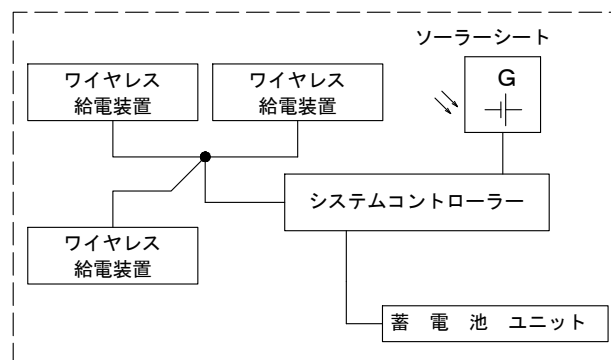 ソーラーシート
ワイヤレス
給電装置
ワイヤレス
給電装置
G
システムコントローラー
ワイヤレス
給電装置
蓄 電 池 ユニット